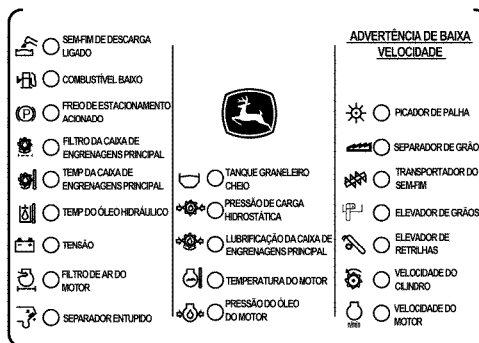 SEM-FIM DE DESCARGA
LIGADO
COMBUSTÍVEL BAIXO
P
FREIO DE ESTACIONAMENTO
ACIONADO
FILTRO DA CAIXA DE
ENGRENAGENS PRINCIPAL
TEMP DA CAIXA DE
ENGRENAGENS PRINCIPAL
TEMP DO ÓLEO HIDRÁULICO
TENSÃO
FILTRO DE AR DO
MOTOR
SEPARADOR ENTUPIDO
TANQUE GRANELEIRO
CHEIO
PRESSÃO DE CARGA
HIDROSTÁTICA
LUBRIFICAÇÃO DA CAIXA DE
ENGRENAGENS PRINCIPAL
TEMPERATURA DO MOTOR
PRESSÃO DO ÓLEO
DO MOTOR
ADVERTÊNCIA DE BAIXA
VELOCIDADE
PICADOR DE PALHA
SEPARADOR DE GRÃO
TRANSPORTADOR DO
SEM-FIM
ELEVADOR DE GRÃOS
ELEVADOR DE
RETRILHAS
VELOCIDADE DO
CILINDRO
VELOCIDADE DO
MOTOR